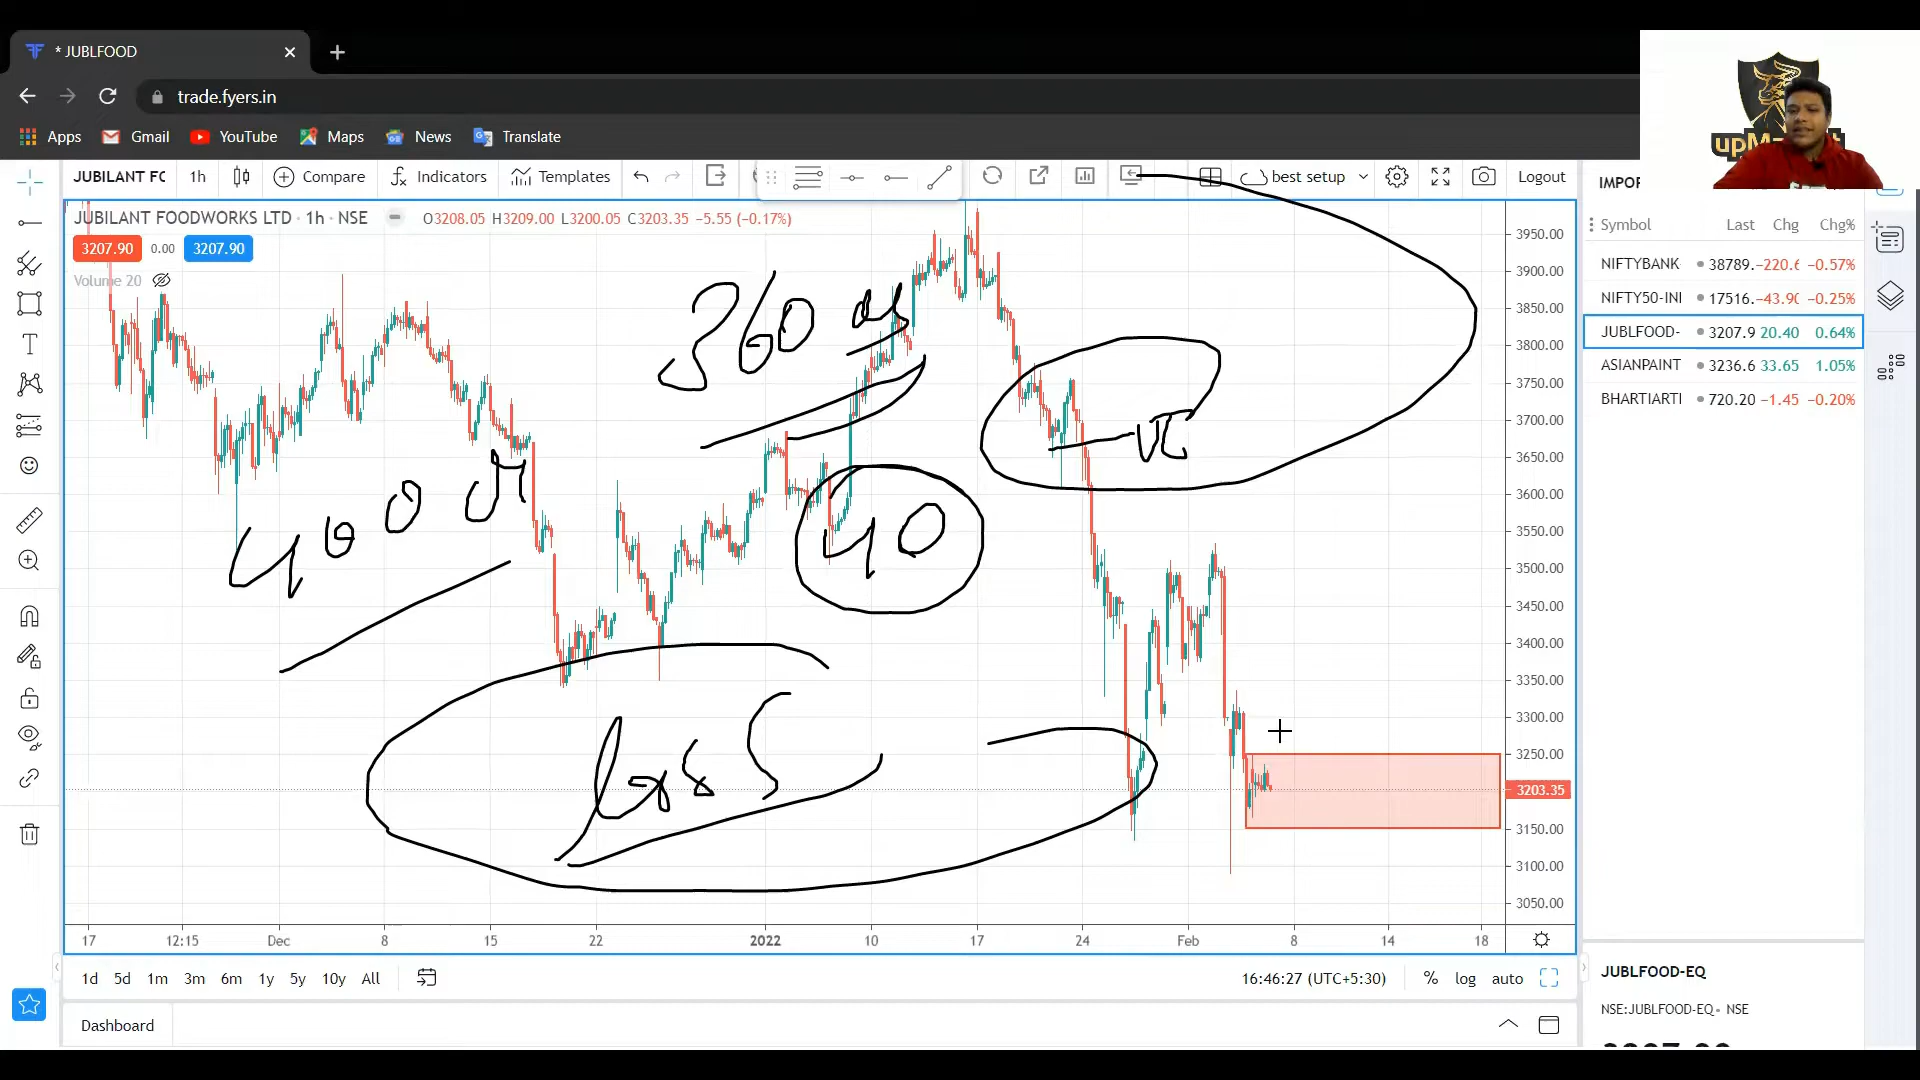 * JUBLFOOD
trade.fyers.in
Apps Gmail YouTube Maps News Translate
JUBILANT FC 1h Compare Indicators Templates best setup Logout
JUBILANT FOODWORKS LTD · 1h · NSE O3208.05 H3209.00 L3200.05 C3203.35 −5.55 (−0.17%)
3207.90 0.00 3207.90
Volume 20
360
400
40
−ve
loss
3950.00
3900.00
3850.00
3800.00
3750.00
3700.00
3650.00
3600.00
3550.00
3500.00
3450.00
3400.00
3350.00
3300.00
3250.00
3203.35
3150.00
3100.00
3050.00
17 12:15 Dec 8 15 22 2022 10 17 24 Feb 8 14 18
1d 5d 1m 3m 6m 1y 5y 10y All 16:46:27 (UTC+5:30) % log auto
Dashboard
IMPOR
Symbol Last Chg Chg%
NIFTYBANK 38789. −220.6 −0.57%
NIFTY50-INI 17516. −43.90 −0.25%
JUBLFOOD- 3207.9 20.40 0.64%
ASIANPAINT 3236.6 33.65 1.05%
BHARTIARTI 720.20 −1.45 −0.20%
JUBLFOOD-EQ
NSE:JUBLFOOD-EQ • NSE